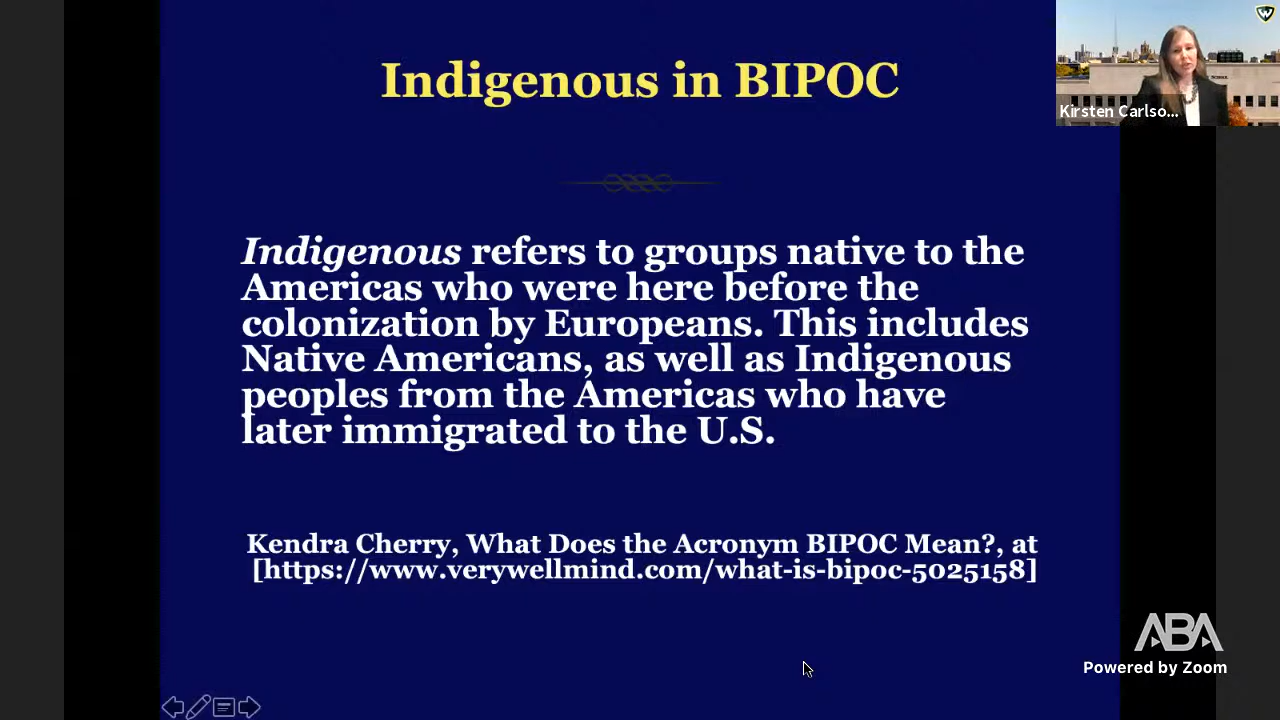 Indigenous in BIPOC
Kirsten Carlso...
Indigenous refers to groups native to the
Americas who were here before the
colonization by Europeans. This includes
Native Americans, as well as Indigenous
peoples from the Americas who have
later immigrated to the U.S.
Kendra Cherry, What Does the Acronym BIPOC Mean?, at
[https://www.verywellmind.com/what-is-bipoc-5025158]
ABA
Powered by Zoom